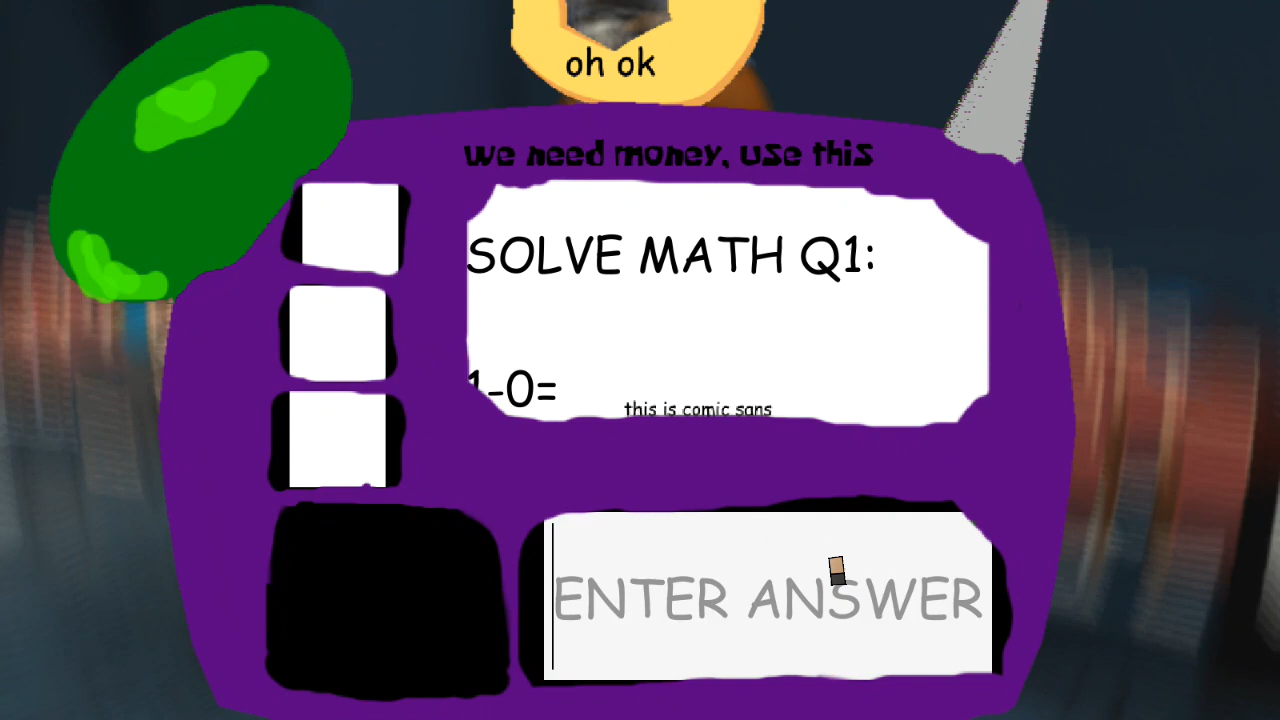 oh ok
we need money, use this
SOLVE MATH Q1:
1-0=
this is comic sans
ENTER ANSWER